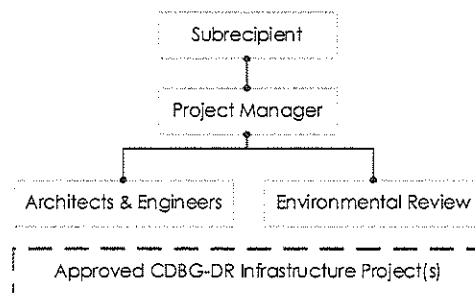 Subrecipient
Project Manager
Architects & Engineers
Environmental Review
Approved CDBG-DR Infrastructure Project(s)